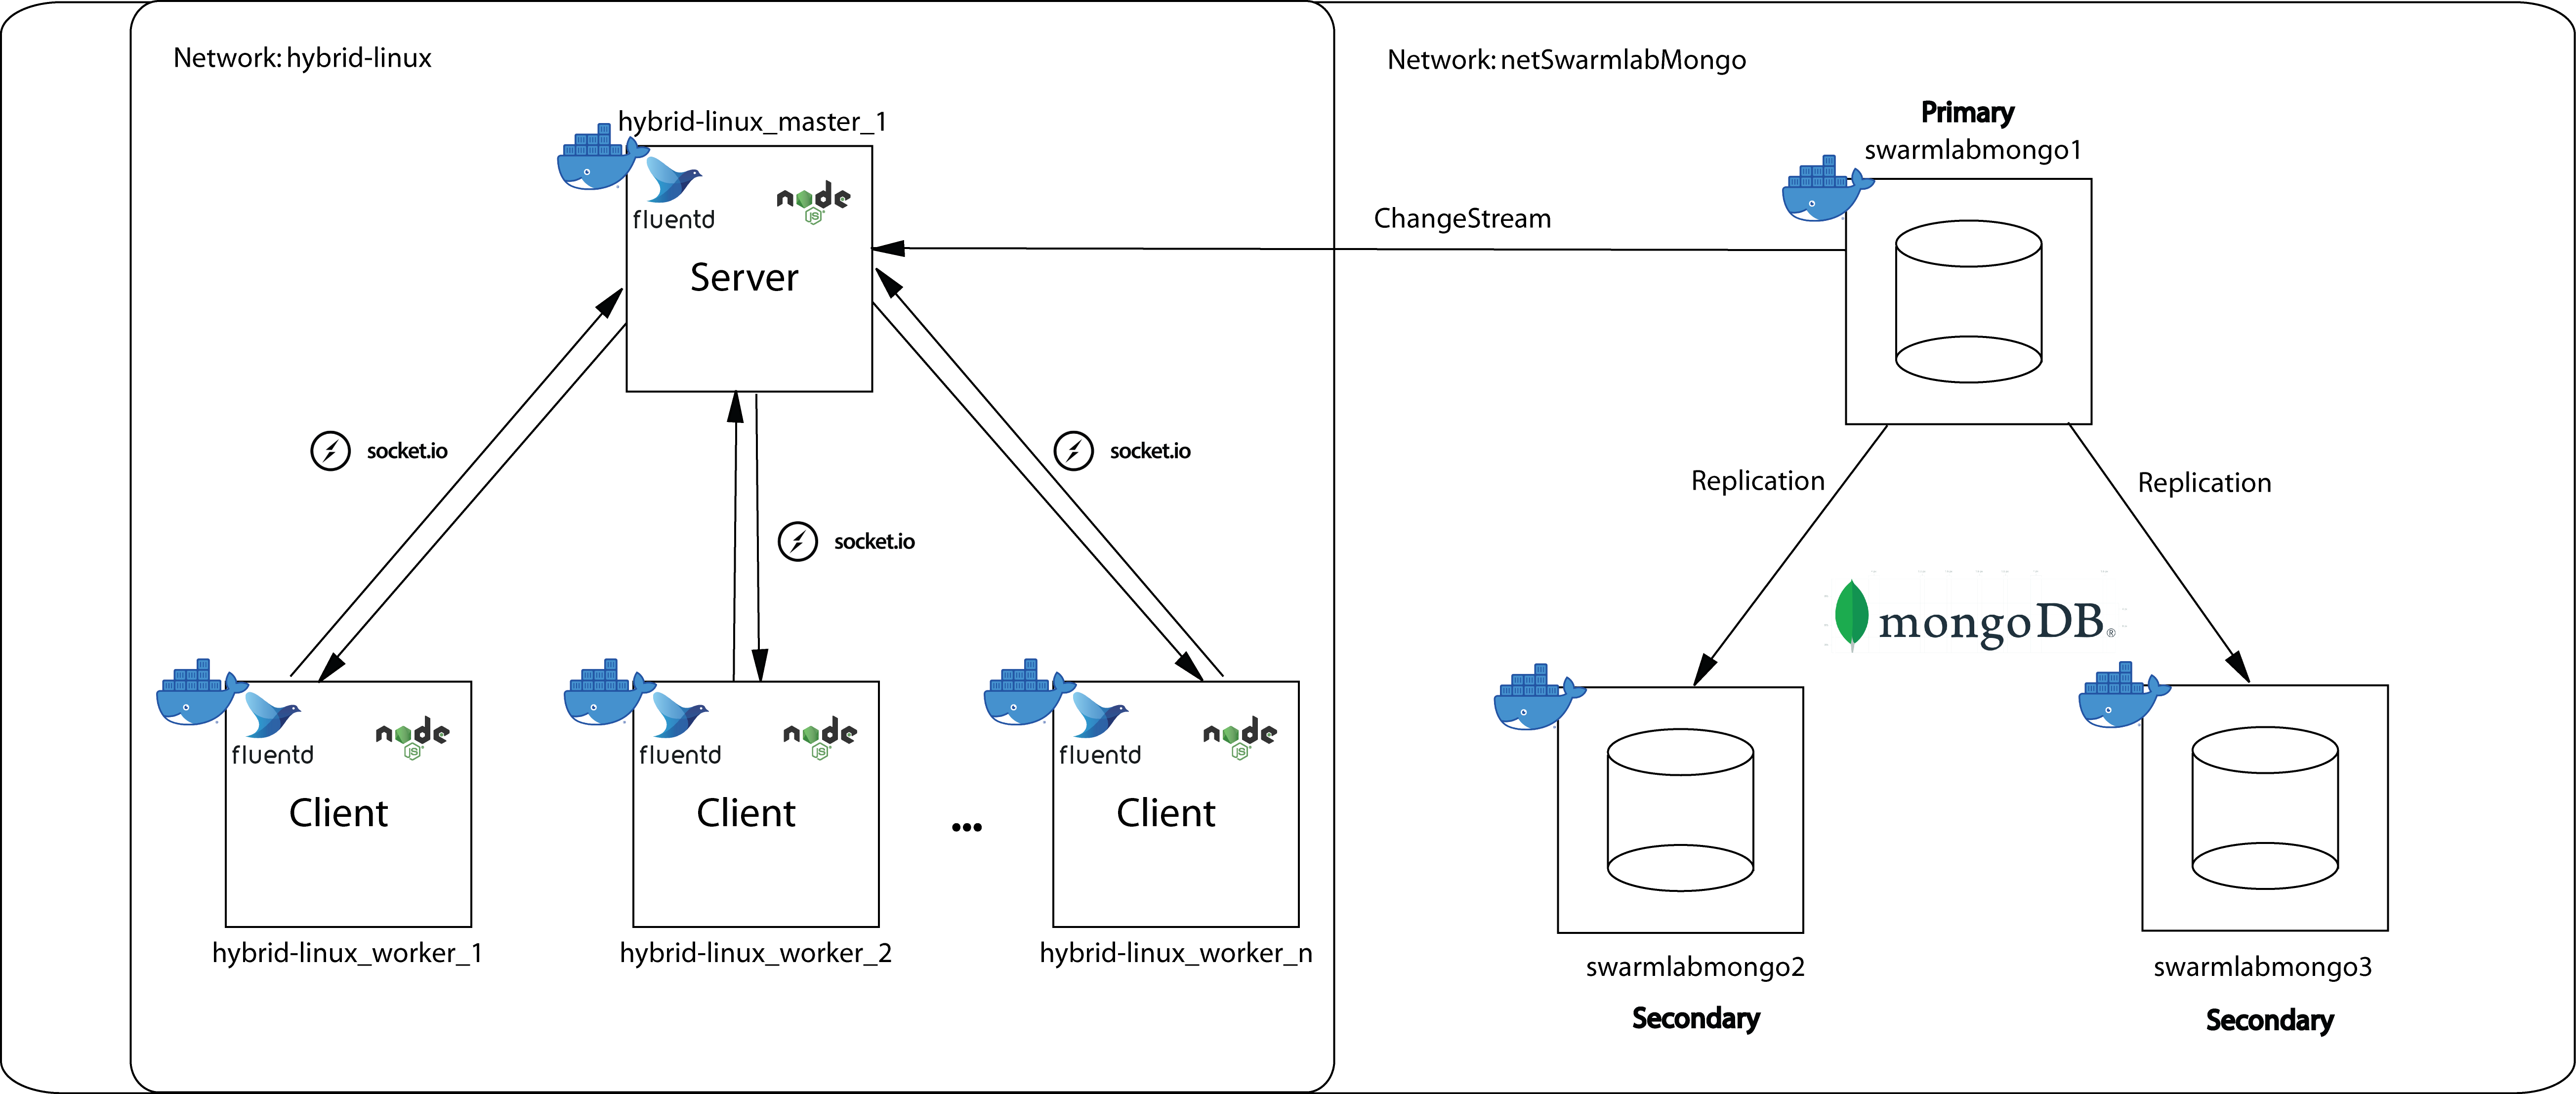 Network: hybrid-linux
Network: netSwarmlabMongo
hybrid-linux_master_1
fluentd
node
JS
Server
Primary
swarmlabmongo1
ChangeStream
socket.io
socket.io
socket.io
Replication
Replication
mongoDB®
fluentd
node
JS
Client
hybrid-linux_worker_1
fluentd
node
JS
Client
hybrid-linux_worker_2
...
fluentd
node
JS
Client
hybrid-linux_worker_n
swarmlabmongo2
Secondary
swarmlabmongo3
Secondary